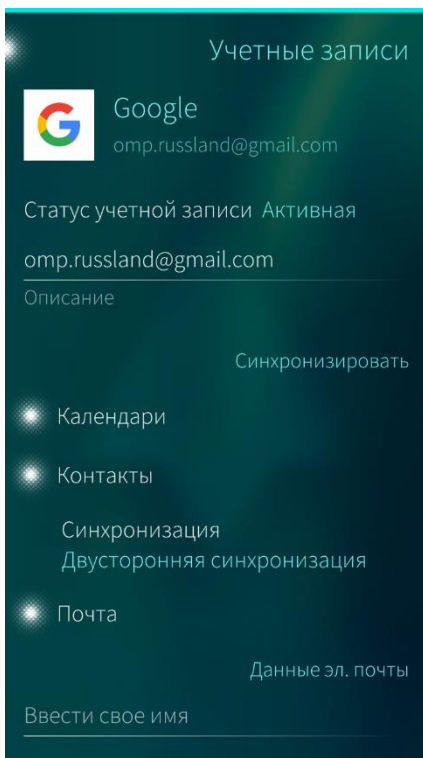 Учетные записи
Google
omp.russland@gmail.com
Статус учетной записи Активная
omp.russland@gmail.com
Описание
Синхронизировать
Календари
Контакты
Синхронизация
Двусторонняя синхронизация
Почта
Данные эл. почты
Ввести свое имя